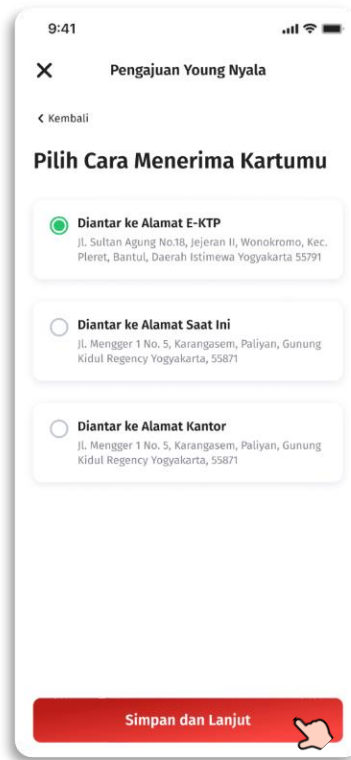 9:41
Pengajuan Young Nyala
Kembali
Pilih Cara Menerima Kartumu
Diantar ke Alamat E-KTP
Jl. Sultan Agung No.18, Jejeran II, Wonokromo, Kec.
Pleret, Bantul, Daerah Istimewa Yogyakarta 55791
Diantar ke Alamat Saat Ini
Jl. Mengger 1 No. 5, Karangasem, Paliyan, Gunung
Kidul Regency Yogyakarta, 55871
Diantar ke Alamat Kantor
Jl. Mengger 1 No. 5, Karangasem, Paliyan, Gunung
Kidul Regency Yogyakarta, 55871
Simpan dan Lanjut